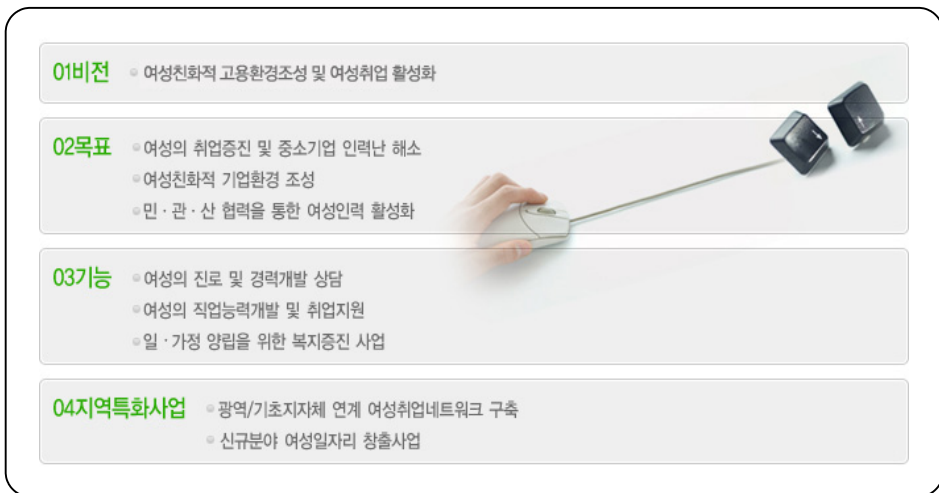 01비전 여성친화적 고용환경조성 및 여성취업 활성화
02목표 여성의 취업증진 및 중소기업 인력난 해소
여성친화적 기업환경 조성
민·관·산 협력을 통한 여성인력 활성화
03기능 여성의 진로 및 경력개발 상담
여성의 직업능력개발 및 취업지원
일·가정 양립을 위한 복지증진 사업
04지역특화사업 광역/기초지자체 연계 여성취업네트워크 구축
신규분야 여성일자리 창출사업